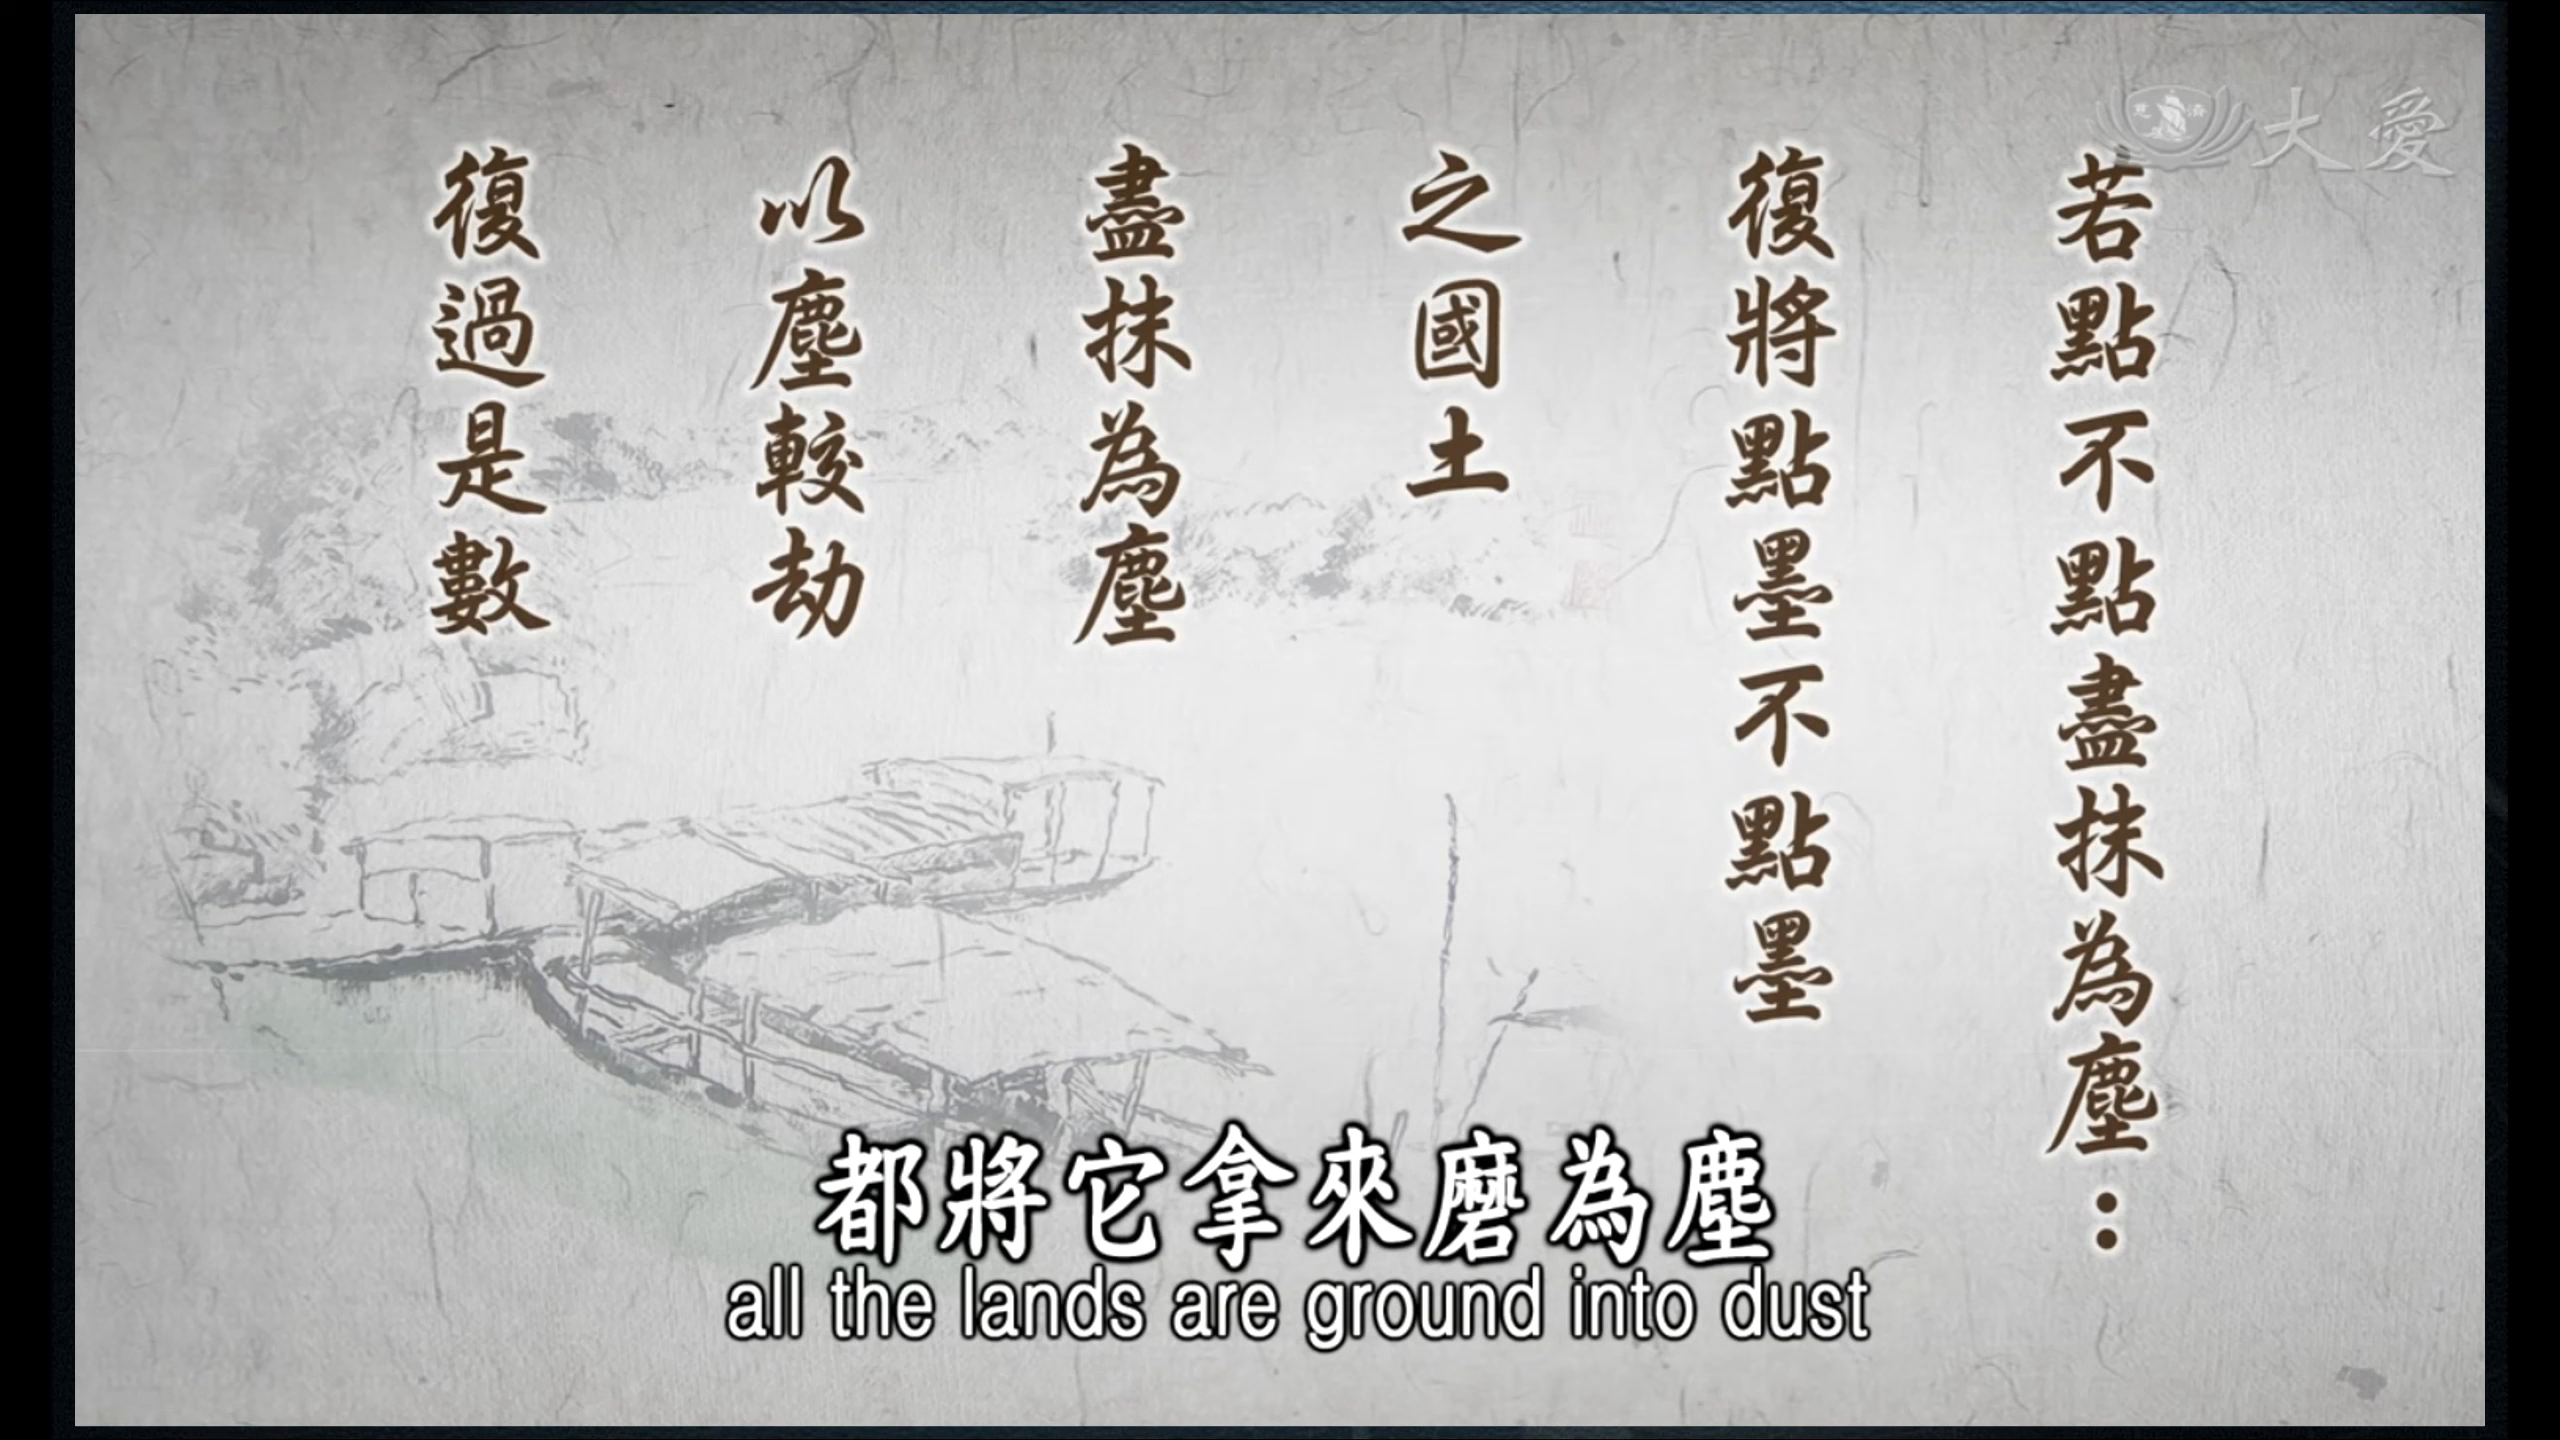 大愛
若點不點盡抹為塵：
復將點墨不點墨
之國土
盡抹為塵
以塵較劫
復過是數
都將它拿來磨為塵
all the lands are ground into dust